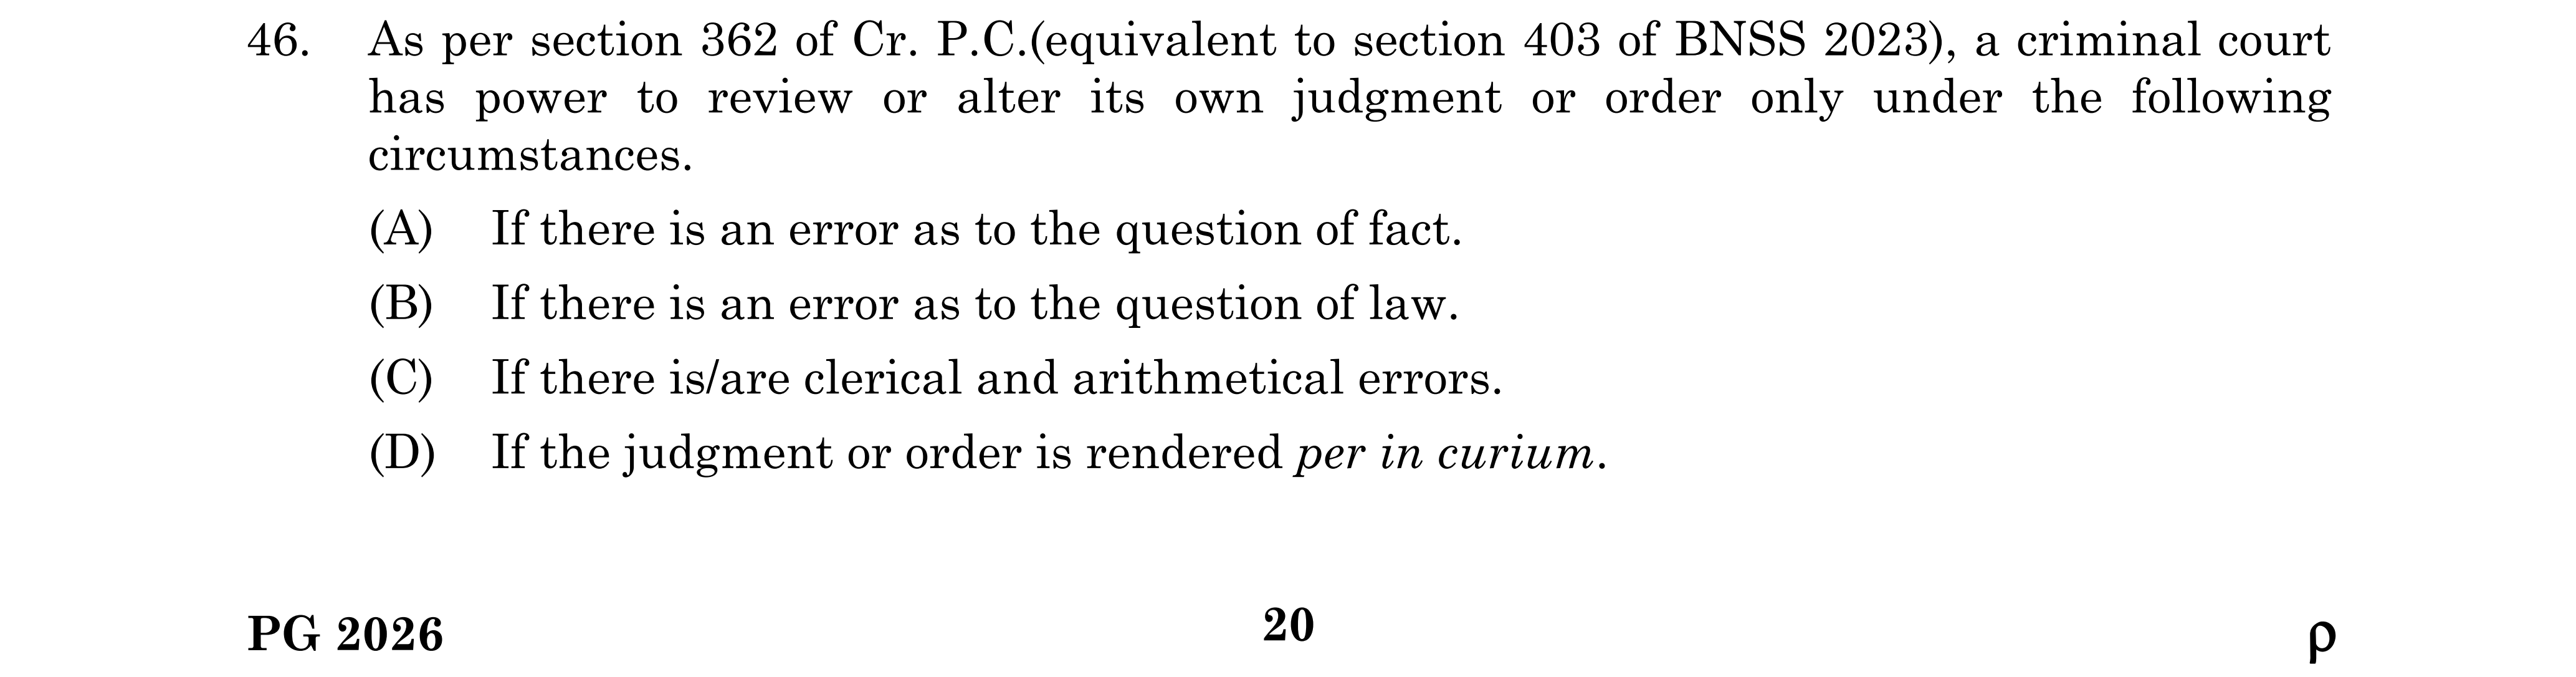 46. As per section 362 of Cr. P.C.(equivalent to section 403 of BNSS 2023), a criminal court
has power to review or alter its own judgment or order only under the following
circumstances.
(A) If there is an error as to the question of fact.
(B) If there is an error as to the question of law.
(C) If there is/are clerical and arithmetical errors.
(D) If the judgment or order is rendered per in curium.
PG 2026 20 ρ